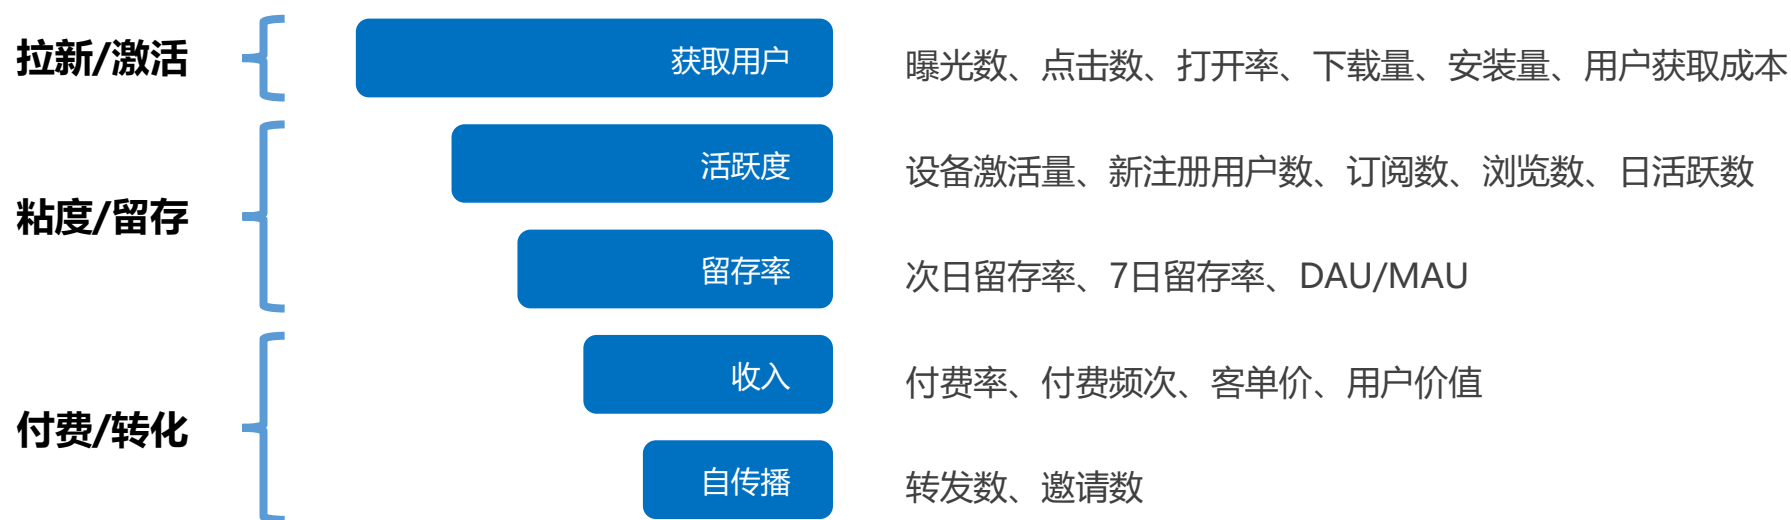 拉新/激活
获取用户
曝光数、点击数、打开率、下载量、安装量、用户获取成本
活跃度
设备激活量、新注册用户数、订阅数、浏览数、日活跃数
粘度/留存
留存率
次日留存率、7日留存率、DAU/MAU
收入
付费率、付费频次、客单价、用户价值
付费/转化
自传播
转发数、邀请数